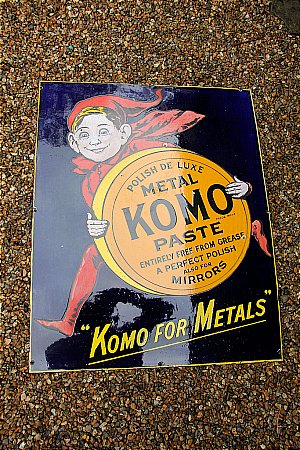 POLISH DE LUXE
METAL
KOMO
PASTE
ENTIRELY FREE FROM GREASE
A PERFECT POLISH
ALSO FOR
MIRRORS
"KOMO FOR METALS"